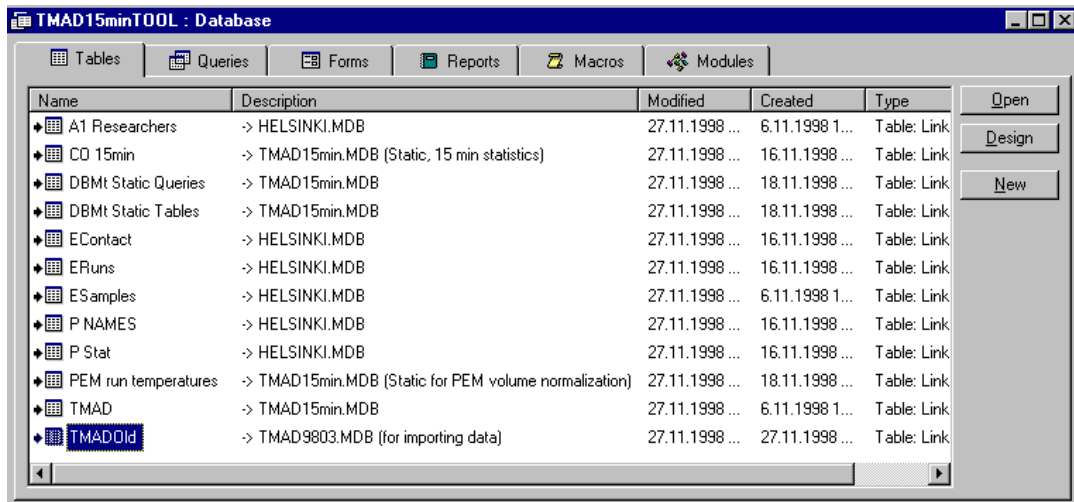 TMAD15minTOOL : Database
Tables Queries Forms Reports Macros Modules
Name Description Modified Created Type Open
A1 Researchers -> HELSINKI.MDB 27.11.1998 ... 6.11.1998 1... Table: Link
CO 15min -> TMAD15min.MDB (Static, 15 min statistics) 27.11.1998 ... 16.11.1998 ... Table: Link Design
DBMt Static Queries -> TMAD15min.MDB 27.11.1998 ... 18.11.1998 ... Table: Link New
DBMt Static Tables -> TMAD15min.MDB 27.11.1998 ... 18.11.1998 ... Table: Link
EContact -> HELSINKI.MDB 27.11.1998 ... 16.11.1998 ... Table: Link
ERuns -> HELSINKI.MDB 27.11.1998 ... 16.11.1998 ... Table: Link
ESamples -> HELSINKI.MDB 27.11.1998 ... 6.11.1998 1... Table: Link
P NAMES -> HELSINKI.MDB 27.11.1998 ... 16.11.1998 ... Table: Link
P Stat -> HELSINKI.MDB 27.11.1998 ... 16.11.1998 ... Table: Link
PEM run temperatures -> TMAD15min.MDB (Static for PEM volume normalization) 27.11.1998 ... 18.11.1998 ... Table: Link
TMAD -> TMAD15min.MDB 27.11.1998 ... 6.11.1998 1... Table: Link
TMADOld -> TMAD9803.MDB (for importing data) 27.11.1998 ... 27.11.1998 ... Table: Link